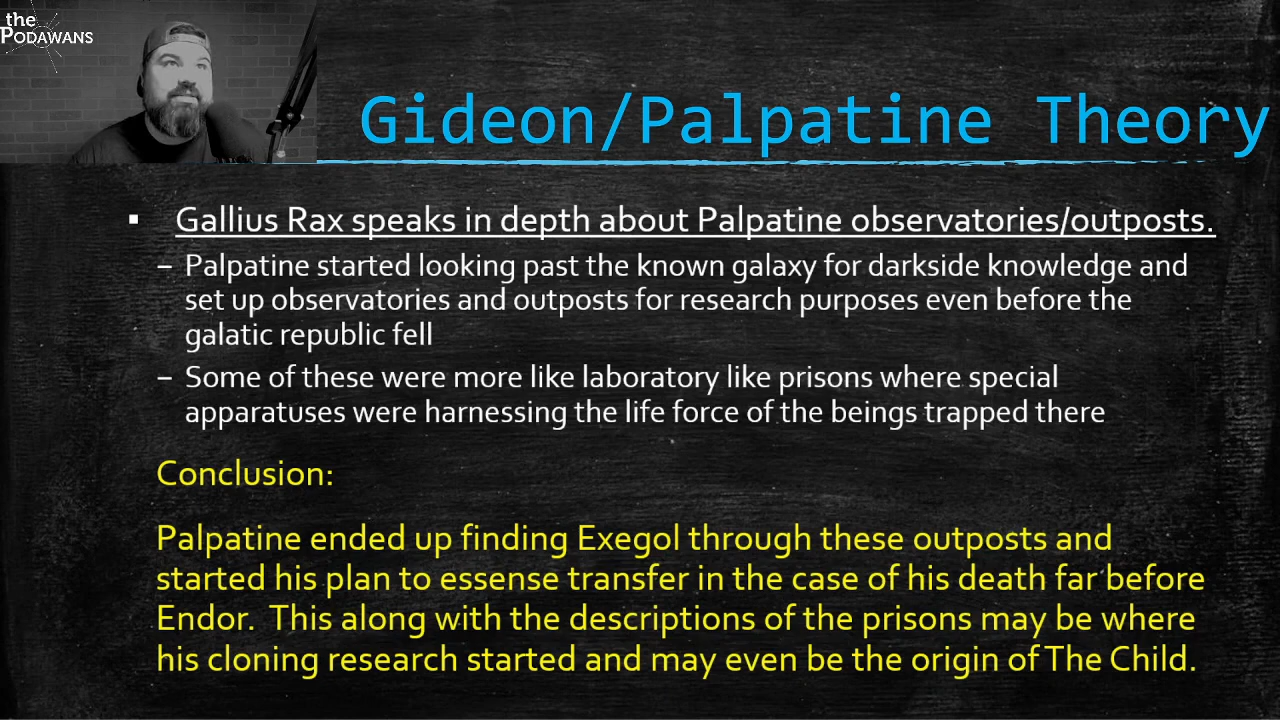 the
PODAWANS
Gideon/Palpatine Theory
▪ Gallius Rax speaks in depth about Palpatine observatories/outposts.
– Palpatine started looking past the known galaxy for darkside knowledge and
set up observatories and outposts for research purposes even before the
galatic republic fell
– Some of these were more like laboratory like prisons where special
apparatuses were harnessing the life force of the beings trapped there
Conclusion:
Palpatine ended up finding Exegol through these outposts and
started his plan to essense transfer in the case of his death far before
Endor.  This along with the descriptions of the prisons may be where
his cloning research started and may even be the origin of The Child.